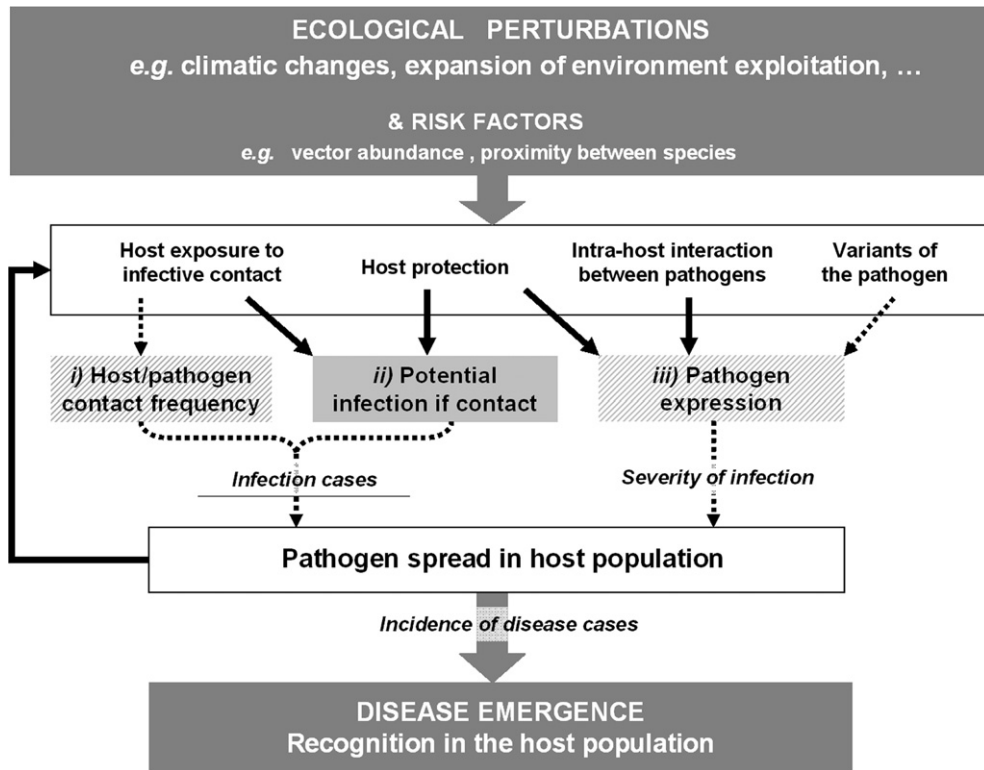 ECOLOGICAL PERTURBATIONS
e.g. climatic changes, expansion of environment exploitation, ...
& RISK FACTORS
e.g. vector abundance , proximity between species
Host exposure to
infective contact
Host protection
Intra-host interaction
between pathogens
Variants of
the pathogen
i) Host/pathogen
contact frequency
ii) Potential
infection if contact
iii) Pathogen
expression
Infection cases
Severity of infection
Pathogen spread in host population
Incidence of disease cases
DISEASE EMERGENCE
Recognition in the host population